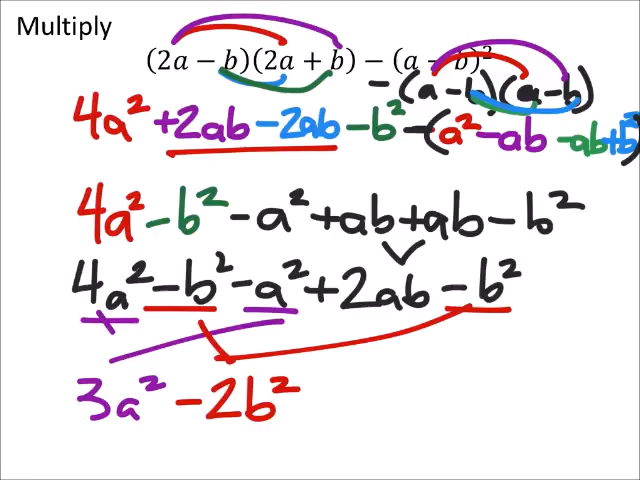 Multiply
(2a − b)(2a + b) − (a − b)²
−(a−b)(a−b)
4a² +2ab −2ab −b² −(a² −ab −ab +b²)
4a² −b² −a² +ab +ab −b²
4a² −b² −a² +2ab −b²
3a² −2b²